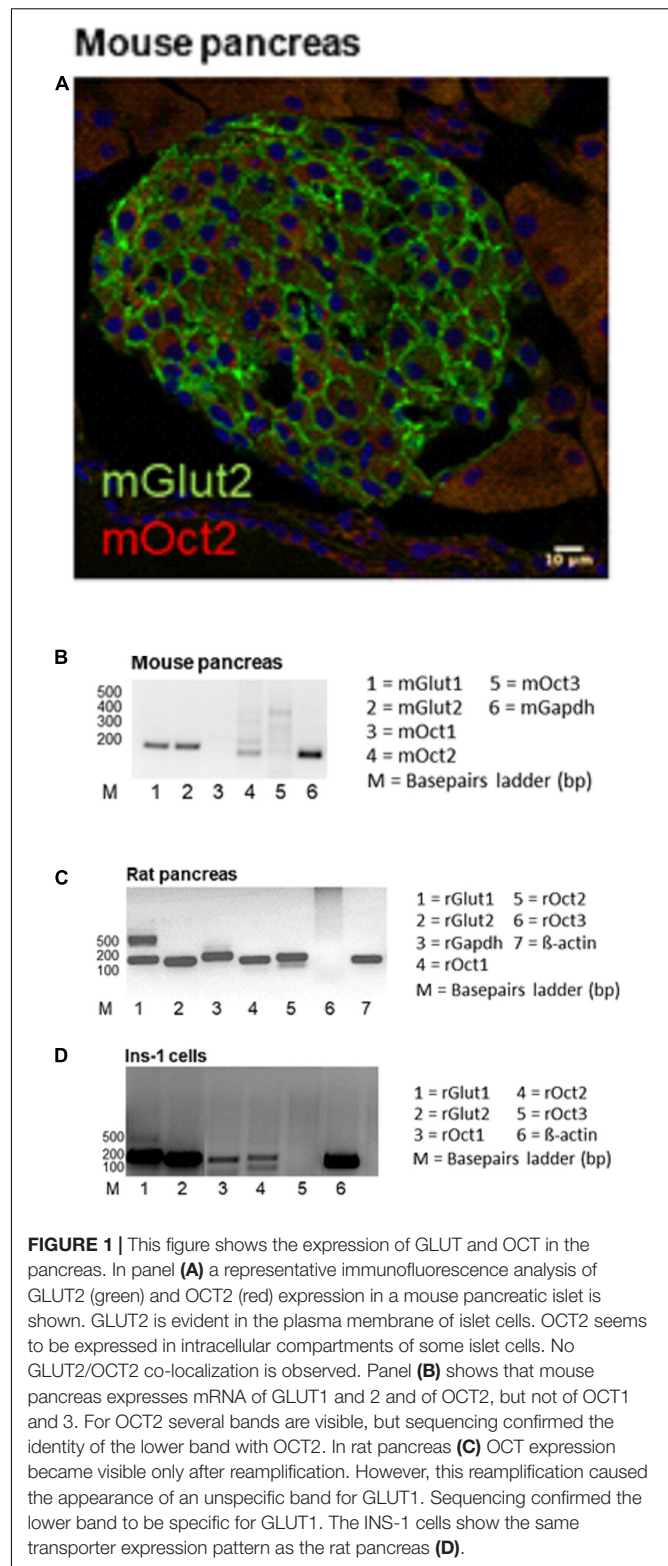 Mouse pancreas
A
mGlut2
mOct2
10 µm
B
Mouse pancreas
500
400
300
200
M 1 2 3 4 5 6
1 = mGlut1 5 = mOct3
2 = mGlut2 6 = mGapdh
3 = mOct1
4 = mOct2
M = Basepairs ladder (bp)
C
Rat pancreas
500
200
100
M 1 2 3 4 5 6 7
1 = rGlut1 5 = rOct2
2 = rGlut2 6 = rOct3
3 = rGapdh 7 = ß-actin
4 = rOct1
M = Basepairs ladder (bp)
D
Ins-1 cells
500
200
100
M 1 2 3 4 5 6
1 = rGlut1 4 = rOct2
2 = rGlut2 5 = rOct3
3 = rOct1 6 = ß-actin
M = Basepairs ladder (bp)
FIGURE 1 | This figure shows the expression of GLUT and OCT in the
pancreas. In panel (A) a representative immunofluorescence analysis of
GLUT2 (green) and OCT2 (red) expression in a mouse pancreatic islet is
shown. GLUT2 is evident in the plasma membrane of islet cells. OCT2 seems
to be expressed in intracellular compartments of some islet cells. No
GLUT2/OCT2 co-localization is observed. Panel (B) shows that mouse
pancreas expresses mRNA of GLUT1 and 2 and of OCT2, but not of OCT1
and 3. For OCT2 several bands are visible, but sequencing confirmed the
identity of the lower band with OCT2. In rat pancreas (C) OCT expression
became visible only after reamplification. However, this reamplification caused
the appearance of an unspecific band for GLUT1. Sequencing confirmed the
lower band to be specific for GLUT1. The INS-1 cells show the same
transporter expression pattern as the rat pancreas (D).